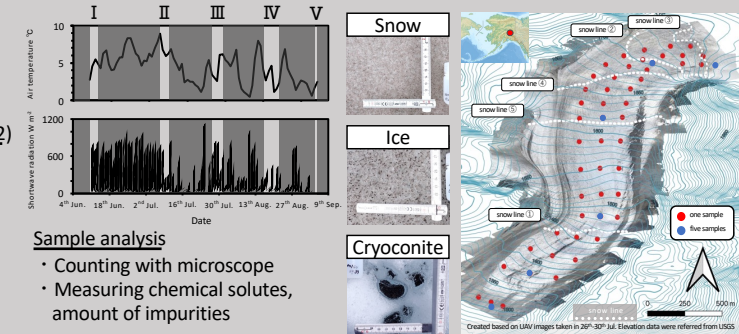 I II III IV V
Air temperature °C
10
5
0
Shortwave radiation W m⁻²
1200
600
0
4th Jun. 18th Jun. 2nd Jul. 16th Jul. 30th Jul. 13th Aug. 27th Aug. 9th Sep.
Date
2)
Sample analysis
・Counting with microscope
・Measuring chemical solutes,
amount of impurities
Snow
Ice
Cryoconite
snow line ③
snow line ②
snow line ④
snow line ⑤
snow line ①
one sample
five samples
snow line
0 250 500 m
Created based on UAV images taken in 26th-30th Jul. Elevation data were referred from USGS